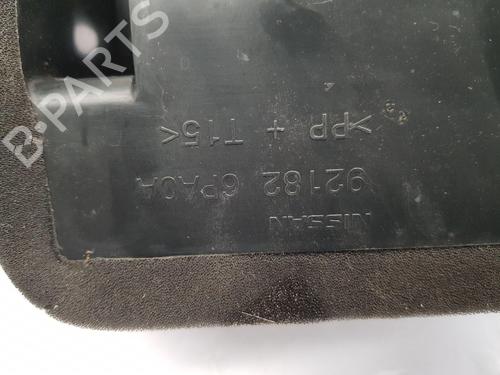 NISSAN
92182 6PA0A
>PP + T15<
B-PARTS